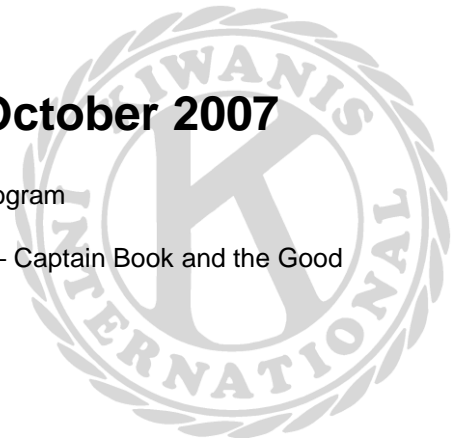 KIWANIS
October 2007
K
ogram
– Captain Book and the Good
INTERNATIONAL